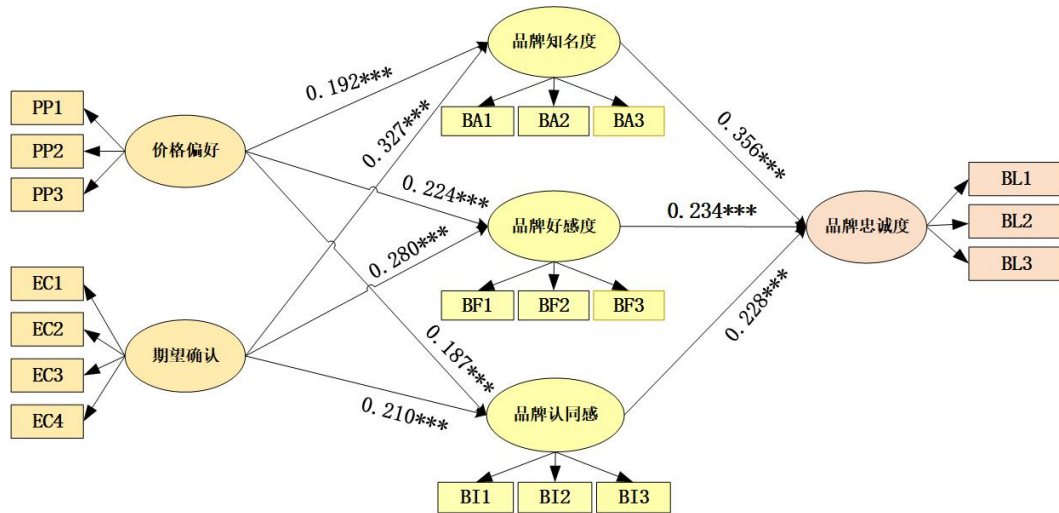 品牌知名度
0.192***
PP1
BA1
BA2
BA3
0.327***
PP2
价格偏好
0.356***
PP3
0.224***
BL1
品牌好感度
0.234***
品牌忠诚度
BL2
0.280***
BL3
EC1
BF1
BF2
BF3
EC2
期望确认
0.228***
EC3
0.187***
EC4
0.210***
品牌认同感
BI1
BI2
BI3